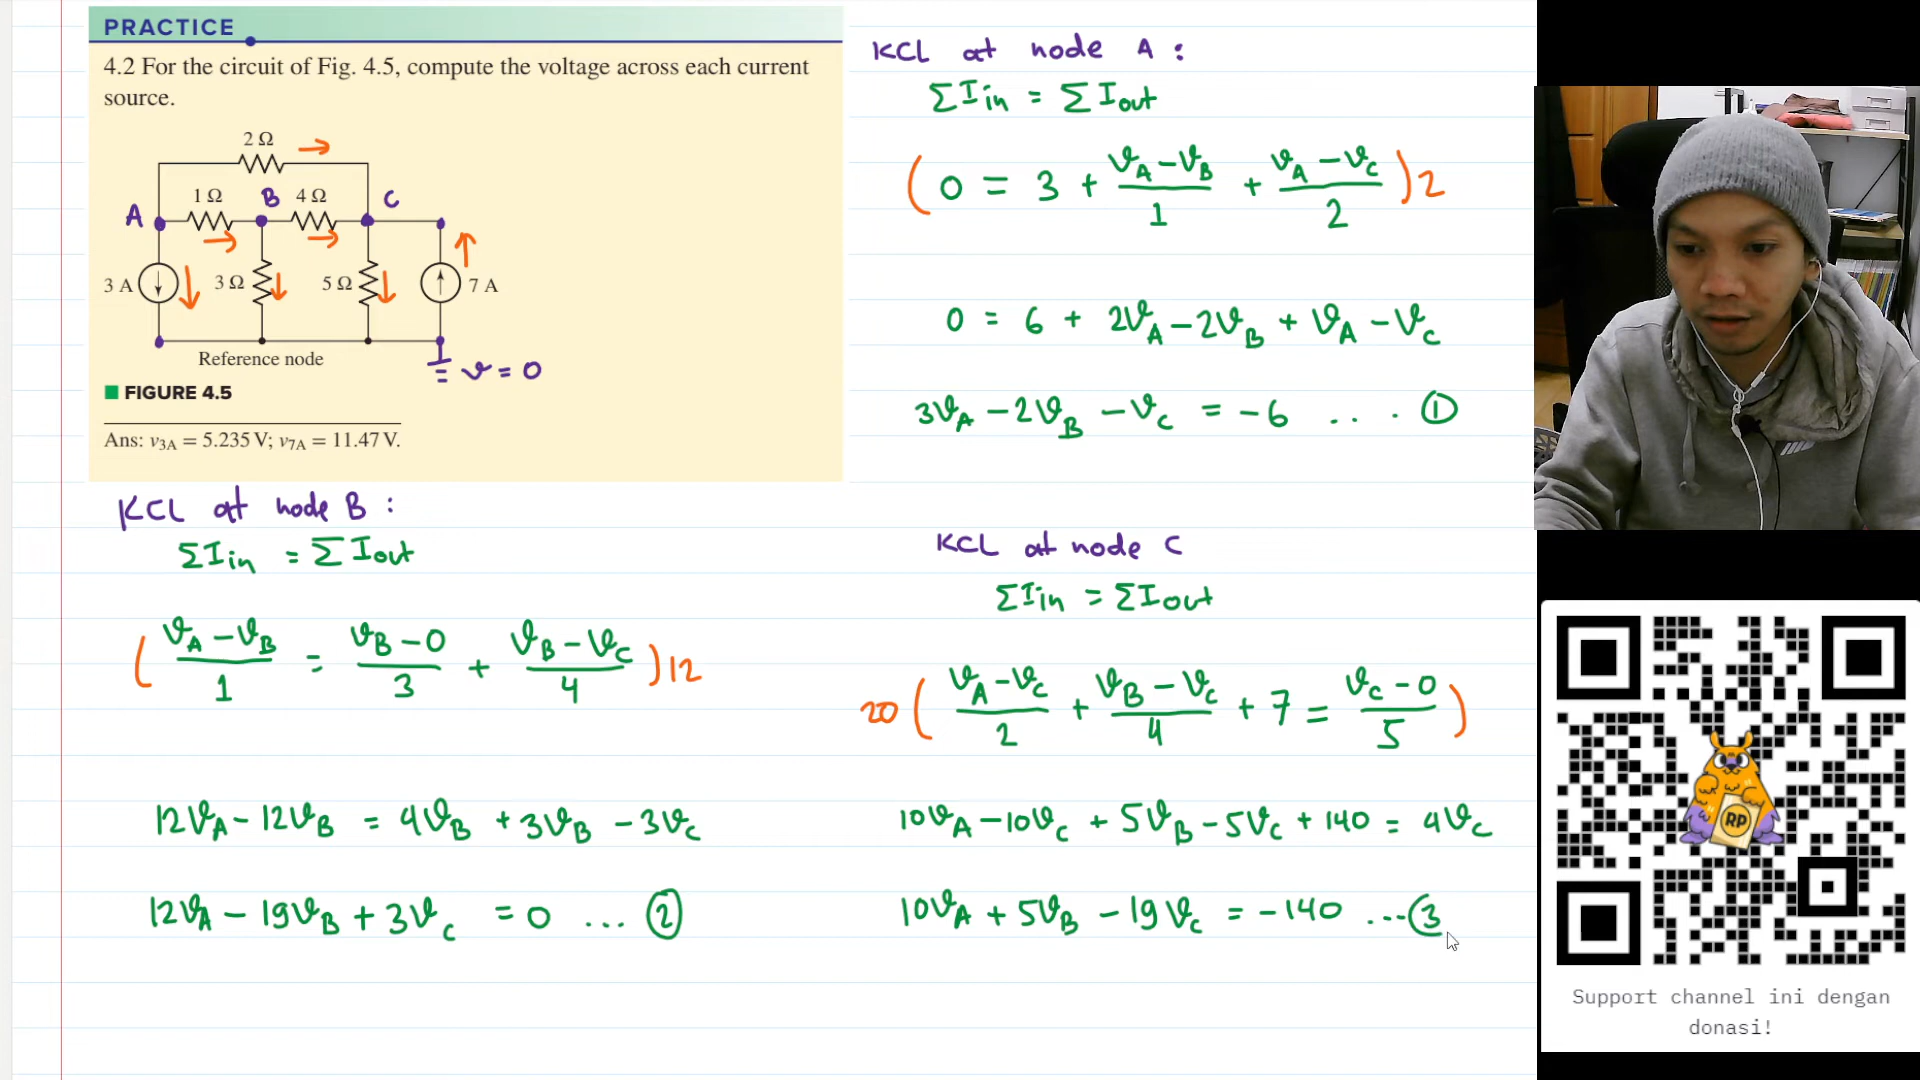 PRACTICE
4.2 For the circuit of Fig. 4.5, compute the voltage across each current
source.
2 Ω
1 Ω
B
4 Ω
C
A
3 A
3 Ω
5 Ω
7 A
Reference node
v = 0
FIGURE 4.5
Ans: v3A = 5.235 V; v7A = 11.47 V.
KCL at node A :
ΣIin = ΣIout
( 0 = 3 + (vA − vB)/1 + (vA − vC)/2 ) 2
0 = 6 + 2vA − 2vB + vA − vC
3vA − 2vB − vC = −6 ... ①
KCL at node B :
ΣIin = ΣIout
( (vA − vB)/1 = (vB − 0)/3 + (vB − vC)/4 ) 12
12vA − 12vB = 4vB + 3vB − 3vC
12vA − 19vB + 3vC = 0 ... ②
KCL at node C
ΣIin = ΣIout
20 ( (vA − vC)/2 + (vB − vC)/4 + 7 = (vC − 0)/5 )
10vA − 10vC + 5vB − 5vC + 140 = 4vC
10vA + 5vB − 19vC = −140 ... ③
RP
Support channel ini dengan
donasi!